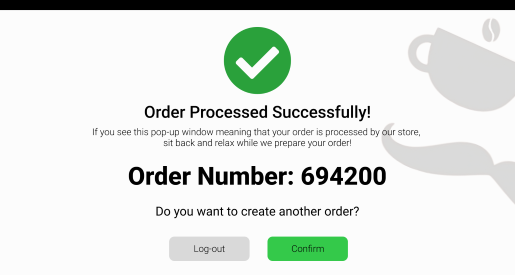 Order Processed Successfully!
If you see this pop-up window meaning that your order is processed by our store,
sit back and relax while we prepare your order!
Order Number: 694200
Do you want to create another order?
Log-out Confirm